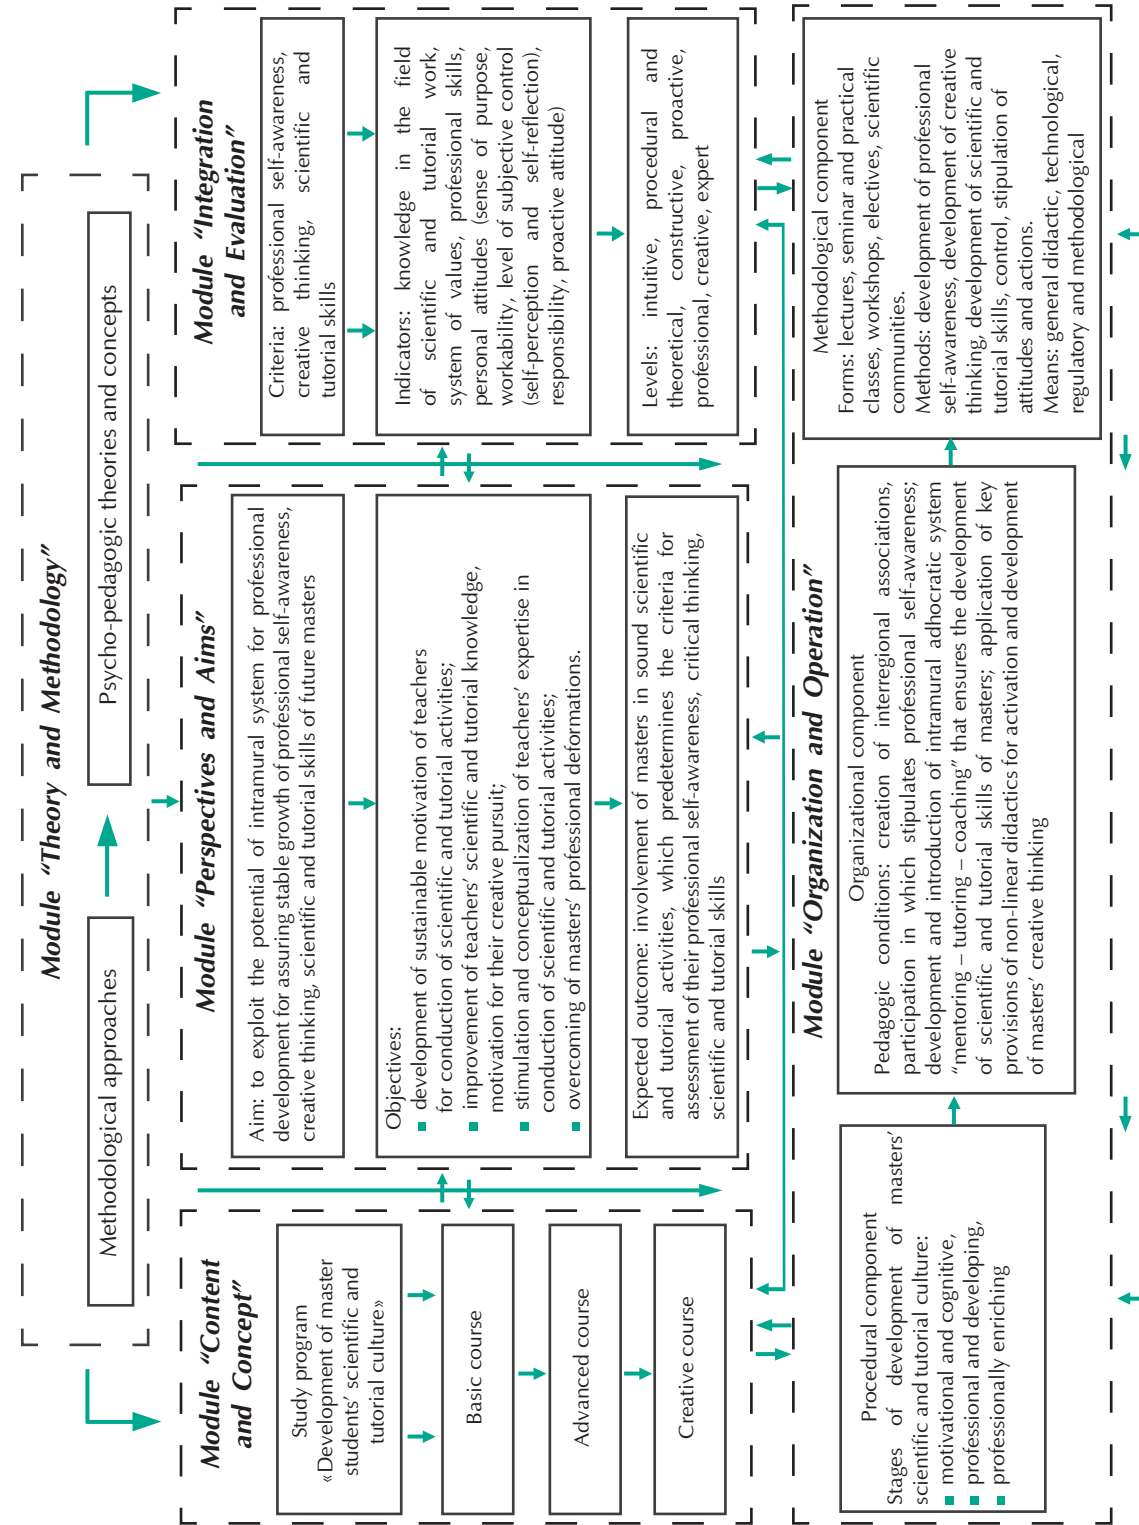 Module “Theory and Methodology”
Methodological approaches
Psycho-pedagogic theories and concepts
Module “Content
and Concept”
Study program
«Development of master
students’ scientific and
tutorial culture»
Basic course
Advanced course
Creative course
Module “Perspectives and Aims”
Aim: to exploit the potential of intramural system for professional
development for assuring stable growth of professional self-awareness,
creative thinking, scientific and tutorial skills of future masters
Objectives:
development of sustainable motivation of teachers
for conduction of scientific and tutorial activities;
improvement of teachers’ scientific and tutorial knowledge,
motivation for their creative pursuit;
stimulation and conceptualization of teachers’ expertise in
conduction of scientific and tutorial activities;
overcoming of masters’ professional deformations.
Expected outcome: involvement of masters in sound scientific
and tutorial activities, which predetermines the criteria for
assessment of their professional self-awareness, critical thinking,
scientific and tutorial skills
Module “Integration
and Evaluation”
Criteria: professional self-awareness,
creative thinking, scientific and
tutorial skills
Indicators: knowledge in the field
of scientific and tutorial work,
system of values, professional skills,
personal attitudes (sense of purpose,
workability, level of subjective control
(self-perception and self-reflection),
responsibility, proactive attitude)
Levels: intuitive, procedural and
theoretical, constructive, proactive,
professional, creative, expert
Module “Organization and Operation”
Procedural component
Stages of development of masters’
scientific and tutorial culture:
motivational and cognitive,
professional and developing,
professionally enriching
Organizational component
Pedagogic conditions: creation of interregional associations,
participation in which stipulates professional self-awareness;
development and introduction of intramural adhocratic system
“mentoring – tutoring – coaching” that ensures the development
of scientific and tutorial skills of masters; application of key
provisions of non-linear didactics for activation and development
of masters’ creative thinking
Methodological component
Forms: lectures, seminar and practical
classes, workshops, electives, scientific
communities.
Methods: development of professional
self-awareness, development of creative
thinking, development of scientific and
tutorial skills, control, stipulation of
attitudes and actions.
Means: general didactic, technological,
regulatory and methodological